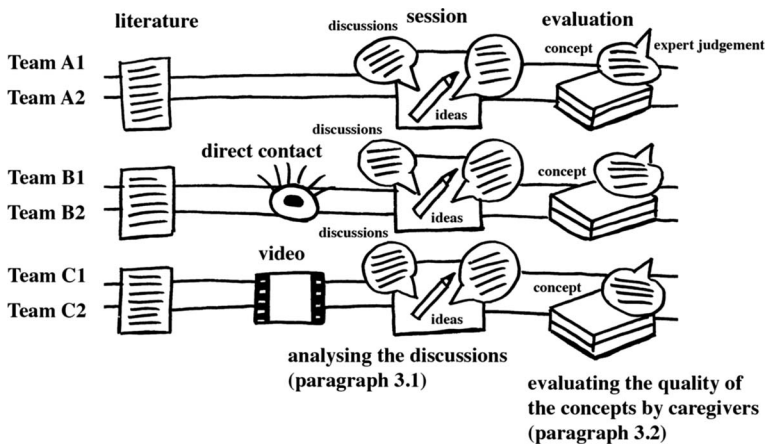 literature
discussions
session
evaluation
concept
expert judgement
Team A1
Team A2
ideas
discussions
direct contact
concept
Team B1
Team B2
ideas
discussions
video
Team C1
Team C2
concept
ideas
analysing the discussions
(paragraph 3.1)
evaluating the quality of
the concepts by caregivers
(paragraph 3.2)